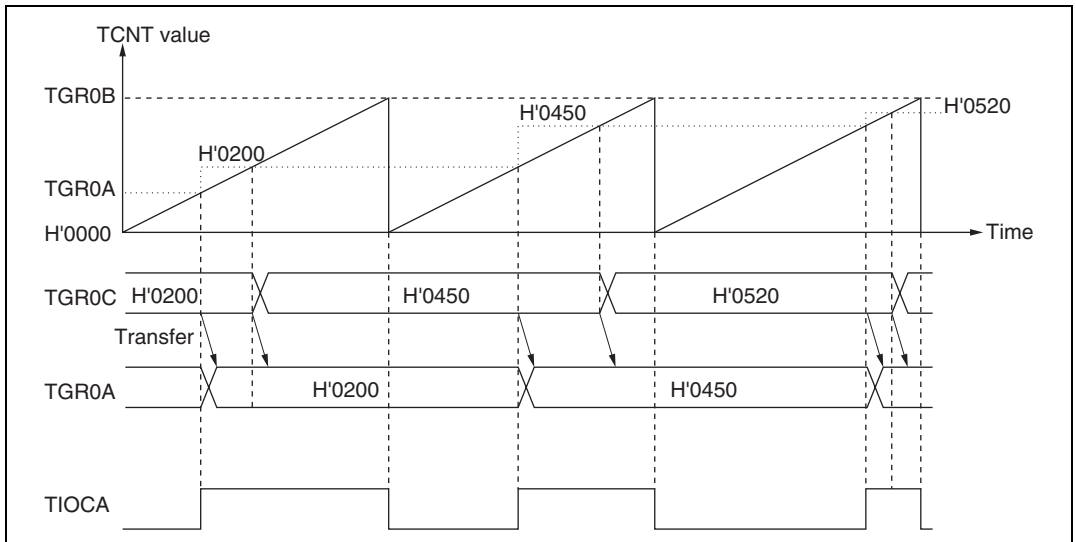 TCNT value
TGR0B
H'0520
H'0450
H'0200
TGR0A
H'0000
Time
TGR0C
H'0200
H'0450
H'0520
Transfer
TGR0A
H'0200
H'0450
TIOCA